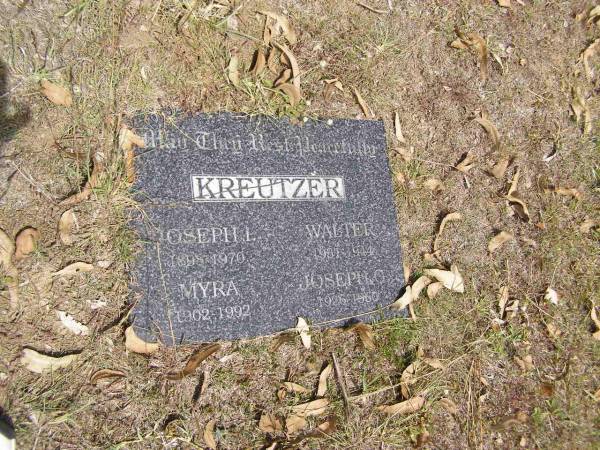 May They Rest Peacefully
KREUTZER
JOSEPH L. WALTER
1898-1970
MYRA JOSEPH G.
1902-1992